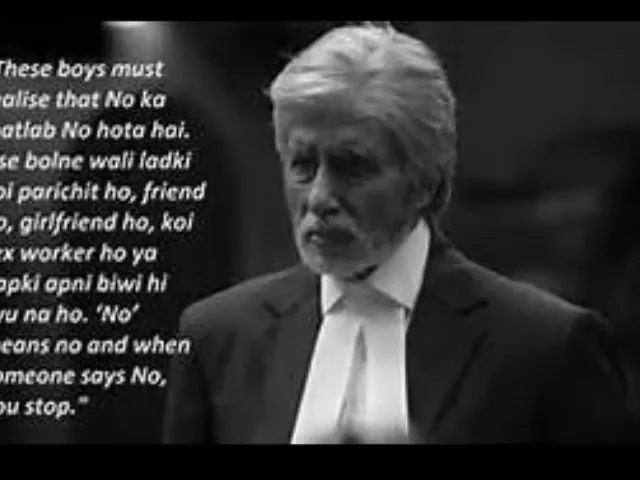 These boys must
ealise that No ka
atlab No hota hai.
se bolne wali ladki
oi parichit ho, friend
o, girlfriend ho, koi
ex worker ho ya
apki apni biwi hi
yu na ho. ‘No’
eans no and when
omeone says No,
ou stop."